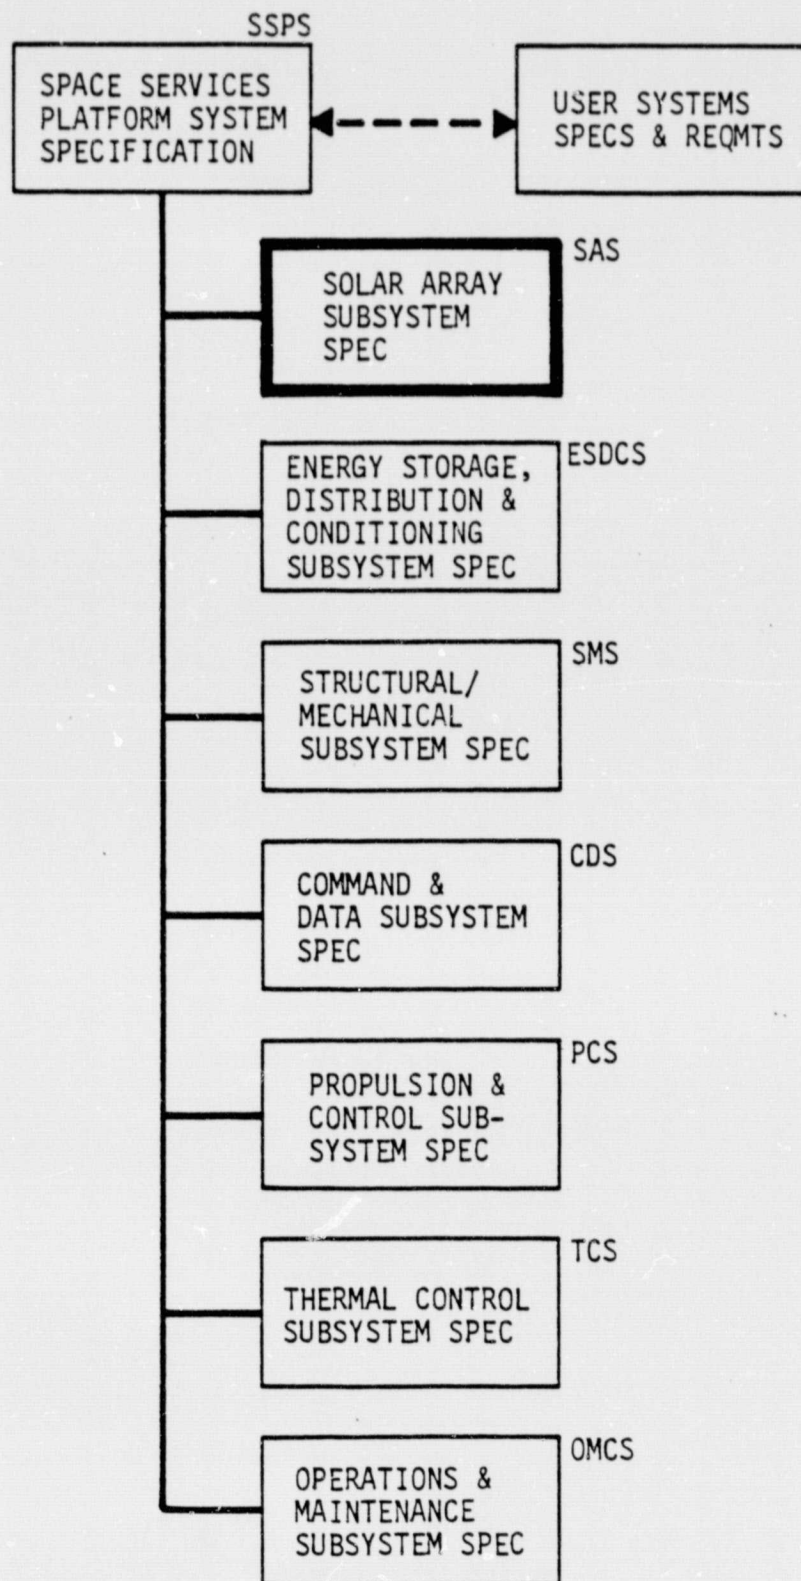 SSPS
SPACE SERVICES
PLATFORM SYSTEM
SPECIFICATION
USER SYSTEMS
SPECS & REQMTS
SAS
SOLAR ARRAY
SUBSYSTEM
SPEC
ESDCS
ENERGY STORAGE,
DISTRIBUTION &
CONDITIONING
SUBSYSTEM SPEC
SMS
STRUCTURAL/
MECHANICAL
SUBSYSTEM SPEC
CDS
COMMAND &
DATA SUBSYSTEM
SPEC
PCS
PROPULSION &
CONTROL SUB-
SYSTEM SPEC
TCS
THERMAL CONTROL
SUBSYSTEM SPEC
OMCS
OPERATIONS &
MAINTENANCE
SUBSYSTEM SPEC